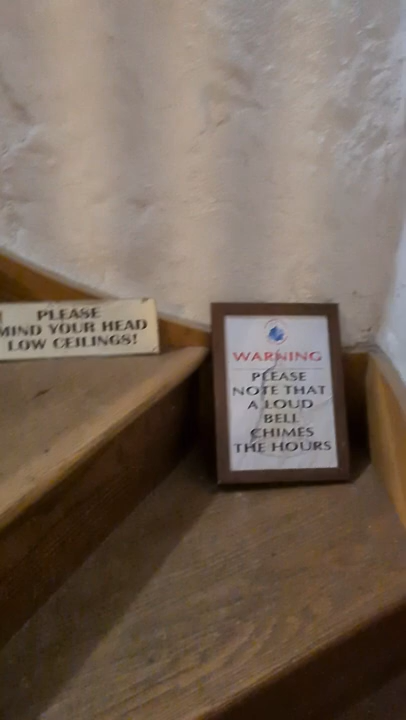 PLEASE
MIND YOUR HEAD
LOW CEILINGS!
WARNING
PLEASE
NOTE THAT
A LOUD
BELL
CHIMES
THE HOURS